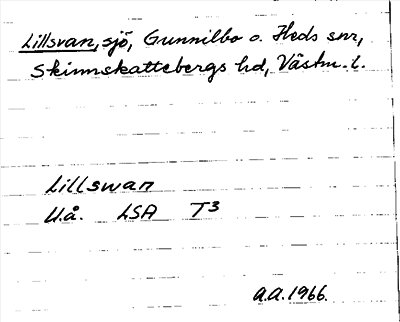 Lillsvan, sjö, Gunnilbo o. Heds snr,
Skinnskattebergs hd, Västm. l.
Lillswan
U.å. LSA T3
A.A. 1966.